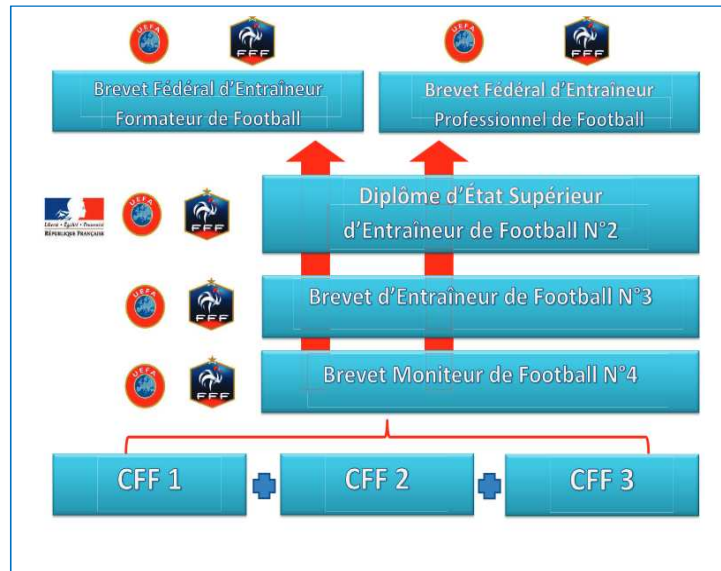 UEFA
FFF
UEFA
FFF
Brevet Fédéral d'Entraîneur
Formateur de Football
Brevet Fédéral d'Entraîneur
Professionnel de Football
Liberté • Égalité • Fraternité
RÉPUBLIQUE FRANÇAISE
UEFA
FFF
Diplôme d'État Supérieur
d'Entraîneur de Football N°2
UEFA
FFF
Brevet d'Entraîneur de Football N°3
UEFA
FFF
Brevet Moniteur de Football N°4
CFF 1
CFF 2
CFF 3